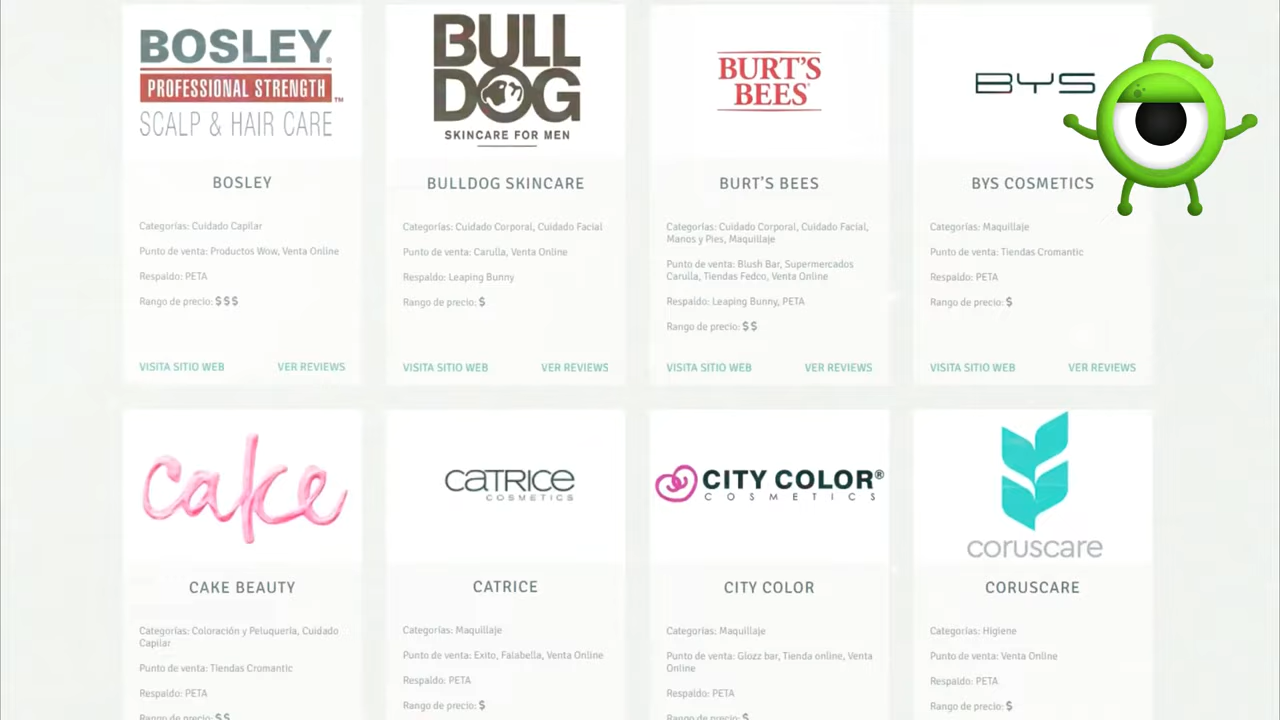 BOSLEY®
PROFESSIONAL STRENGTH™
SCALP & HAIR CARE
BOSLEY
Categorías: Cuidado Capilar
Punto de venta: Productos Wow, Venta Online
Respaldo: PETA
Rango de precio: $$$
VISITA SITIO WEB VER REVIEWS
BULL
DOG
SKINCARE FOR MEN
BULLDOG SKINCARE
Categorías: Cuidado Corporal, Cuidado Facial
Punto de venta: Carulla, Venta Online
Respaldo: Leaping Bunny
Rango de precio: $
VISITA SITIO WEB VER REVIEWS
BURT'S
BEES®
BURT'S BEES
Categorías: Cuidado Corporal, Cuidado Facial,
Manos y Pies, Maquillaje
Punto de venta: Blush Bar, Supermercados
Carulla, Tiendas Fedco, Venta Online
Respaldo: Leaping Bunny, PETA
Rango de precio: $$
VISITA SITIO WEB VER REVIEWS
BYS
BYS COSMETICS
Categorías: Maquillaje
Punto de venta: Tiendas Cromantic
Respaldo: PETA
Rango de precio: $
VISITA SITIO WEB VER REVIEWS
cake
CAKE BEAUTY
Categorías: Coloración y Peluquería, Cuidado
Capilar
Punto de venta: Tiendas Cromantic
Respaldo: PETA
Rango de precio: $$
CATRICE
COSMETICS
CATRICE
Categorías: Maquillaje
Punto de venta: Exito, Falabella, Venta Online
Respaldo: PETA
Rango de precio: $
CITY COLOR®
COSMETICS
CITY COLOR
Categorías: Maquillaje
Punto de venta: Glozz bar, Tienda online, Venta
Online
Respaldo: PETA
Rango de precio: $
coruscare
CORUSCARE
Categorías: Higiene
Punto de venta: Venta Online
Respaldo: PETA
Rango de precio: $